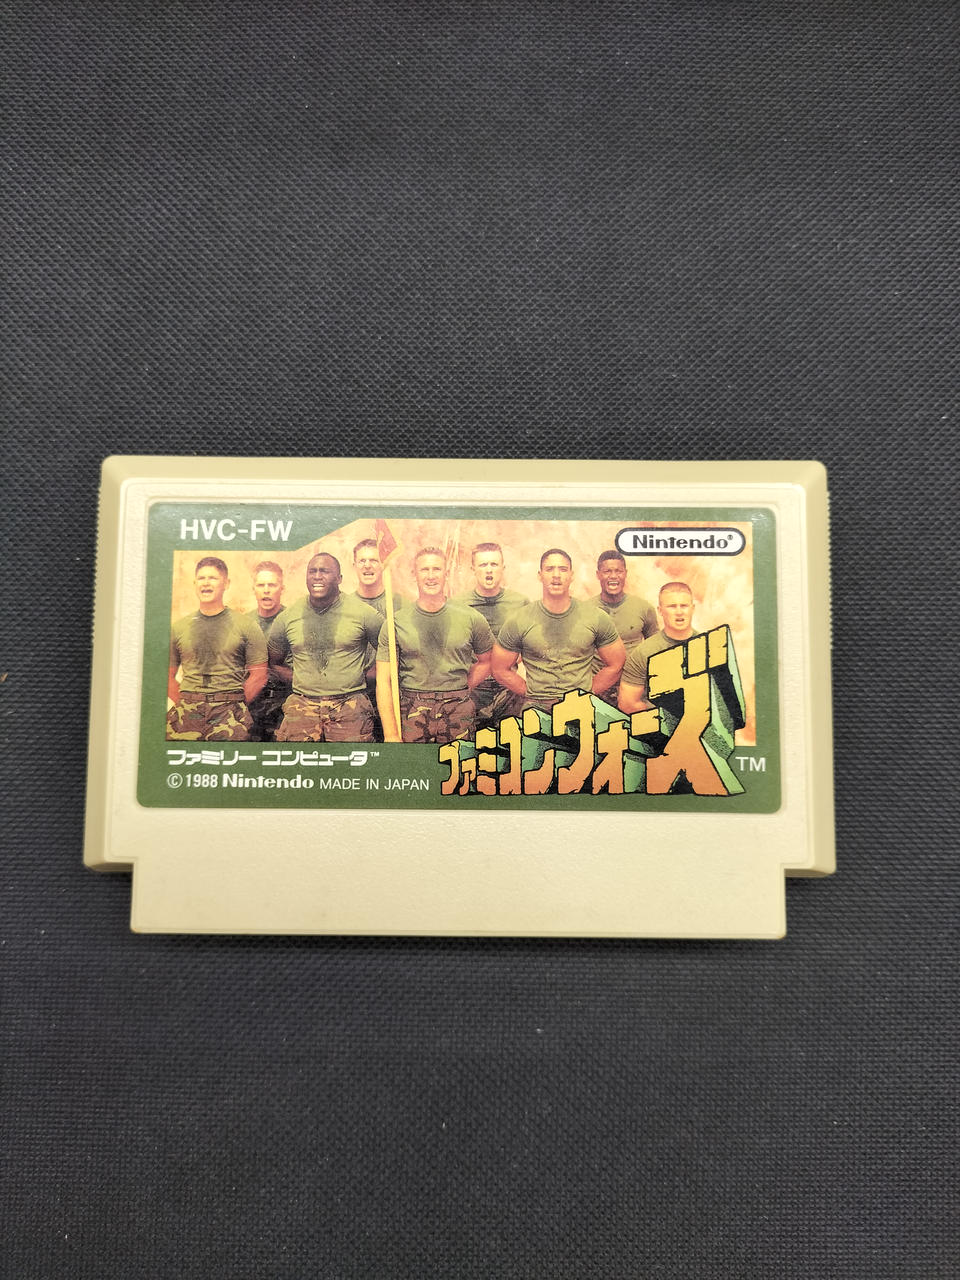 HVC-FW
Nintendo®
ファミコンウォーズ TM
ファミリー コンピュータ™
©1988 Nintendo MADE IN JAPAN